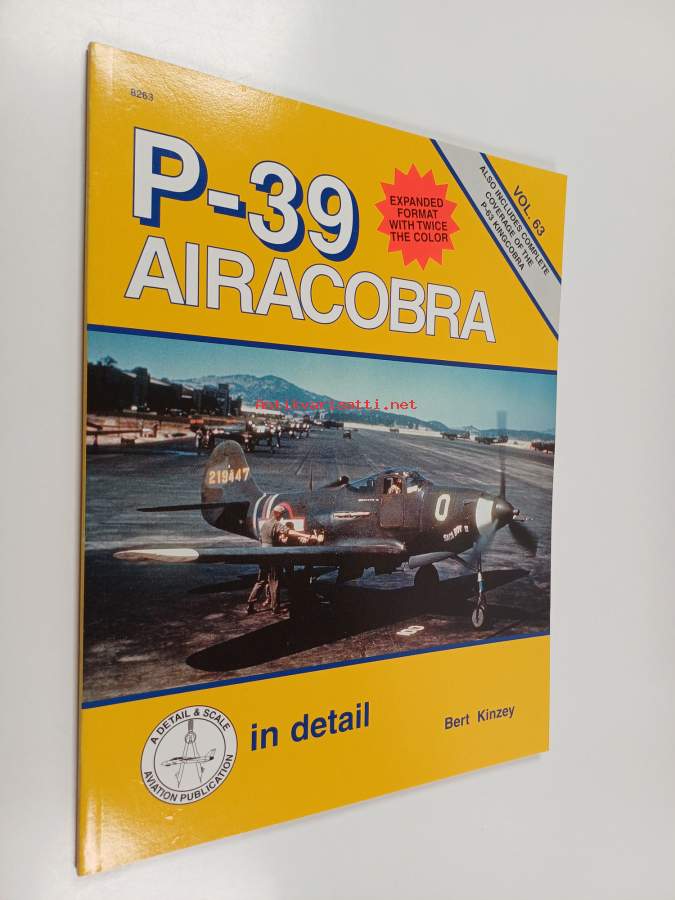 8263
P-39
AIRACOBRA
EXPANDED
FORMAT
WITH TWICE
THE COLOR
VOL. 63
ALSO INCLUDES COMPLETE
COVERAGE OF THE
P-63 KINGCOBRA
Antikvariaatti.net
219447
0
in detail
Bert Kinzey
A DETAIL & SCALE
AVIATION PUBLICATION